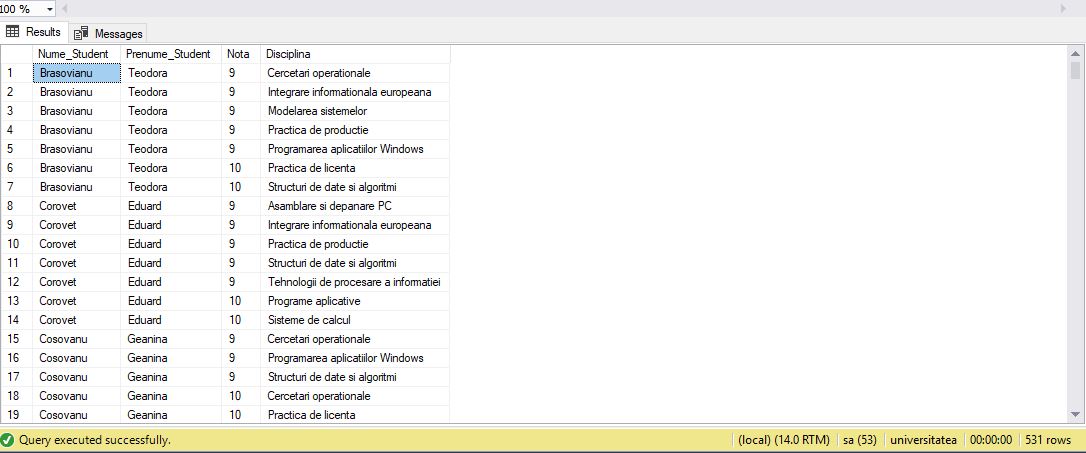 100 %
Results Messages
Nume_Student Prenume_Student Nota Disciplina
1 Brasovianu Teodora 9 Cercetari operationale
2 Brasovianu Teodora 9 Integrare informationala europeana
3 Brasovianu Teodora 9 Modelarea sistemelor
4 Brasovianu Teodora 9 Practica de productie
5 Brasovianu Teodora 9 Programarea aplicatiilor Windows
6 Brasovianu Teodora 10 Practica de licenta
7 Brasovianu Teodora 10 Structuri de date si algoritmi
8 Corovet Eduard 9 Asamblare si depanare PC
9 Corovet Eduard 9 Integrare informationala europeana
10 Corovet Eduard 9 Practica de productie
11 Corovet Eduard 9 Structuri de date si algoritmi
12 Corovet Eduard 9 Tehnologii de procesare a informatiei
13 Corovet Eduard 10 Programe aplicative
14 Corovet Eduard 10 Sisteme de calcul
15 Cosovanu Geanina 9 Cercetari operationale
16 Cosovanu Geanina 9 Programarea aplicatiilor Windows
17 Cosovanu Geanina 9 Structuri de date si algoritmi
18 Cosovanu Geanina 10 Cercetari operationale
19 Cosovanu Geanina 10 Practica de licenta
Query executed successfully. (local) (14.0 RTM) sa (53) universitatea 00:00:00 531 rows